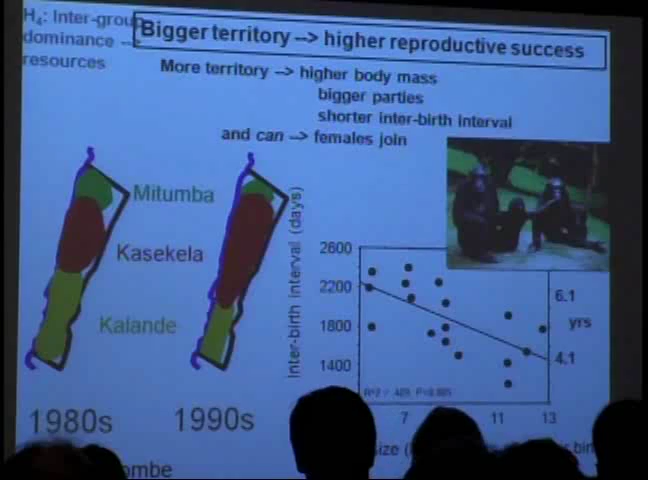 H₄: Inter-group
dominance -->
resources
Bigger territory --> higher reproductive success
More territory --> higher body mass
bigger parties
shorter inter-birth interval
and can --> females join
Mitumba
Kasekela
Kalande
1980s
1990s
Inter-birth interval (days)
2600
2200
1800
1400
6.1
yrs
4.1
7
11
13